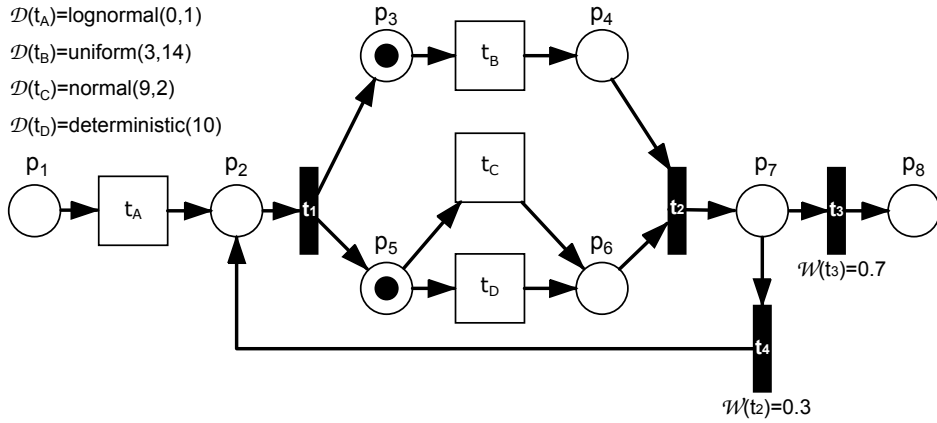 𝒟(tA)=lognormal(0,1)
𝒟(tB)=uniform(3,14)
𝒟(tC)=normal(9,2)
𝒟(tD)=deterministic(10)
p3
tB
p4
p1
tA
p2
t1
tC
t2
p7
t3
p8
p5
tD
p6
𝒲(t3)=0.7
t4
𝒲(t2)=0.3